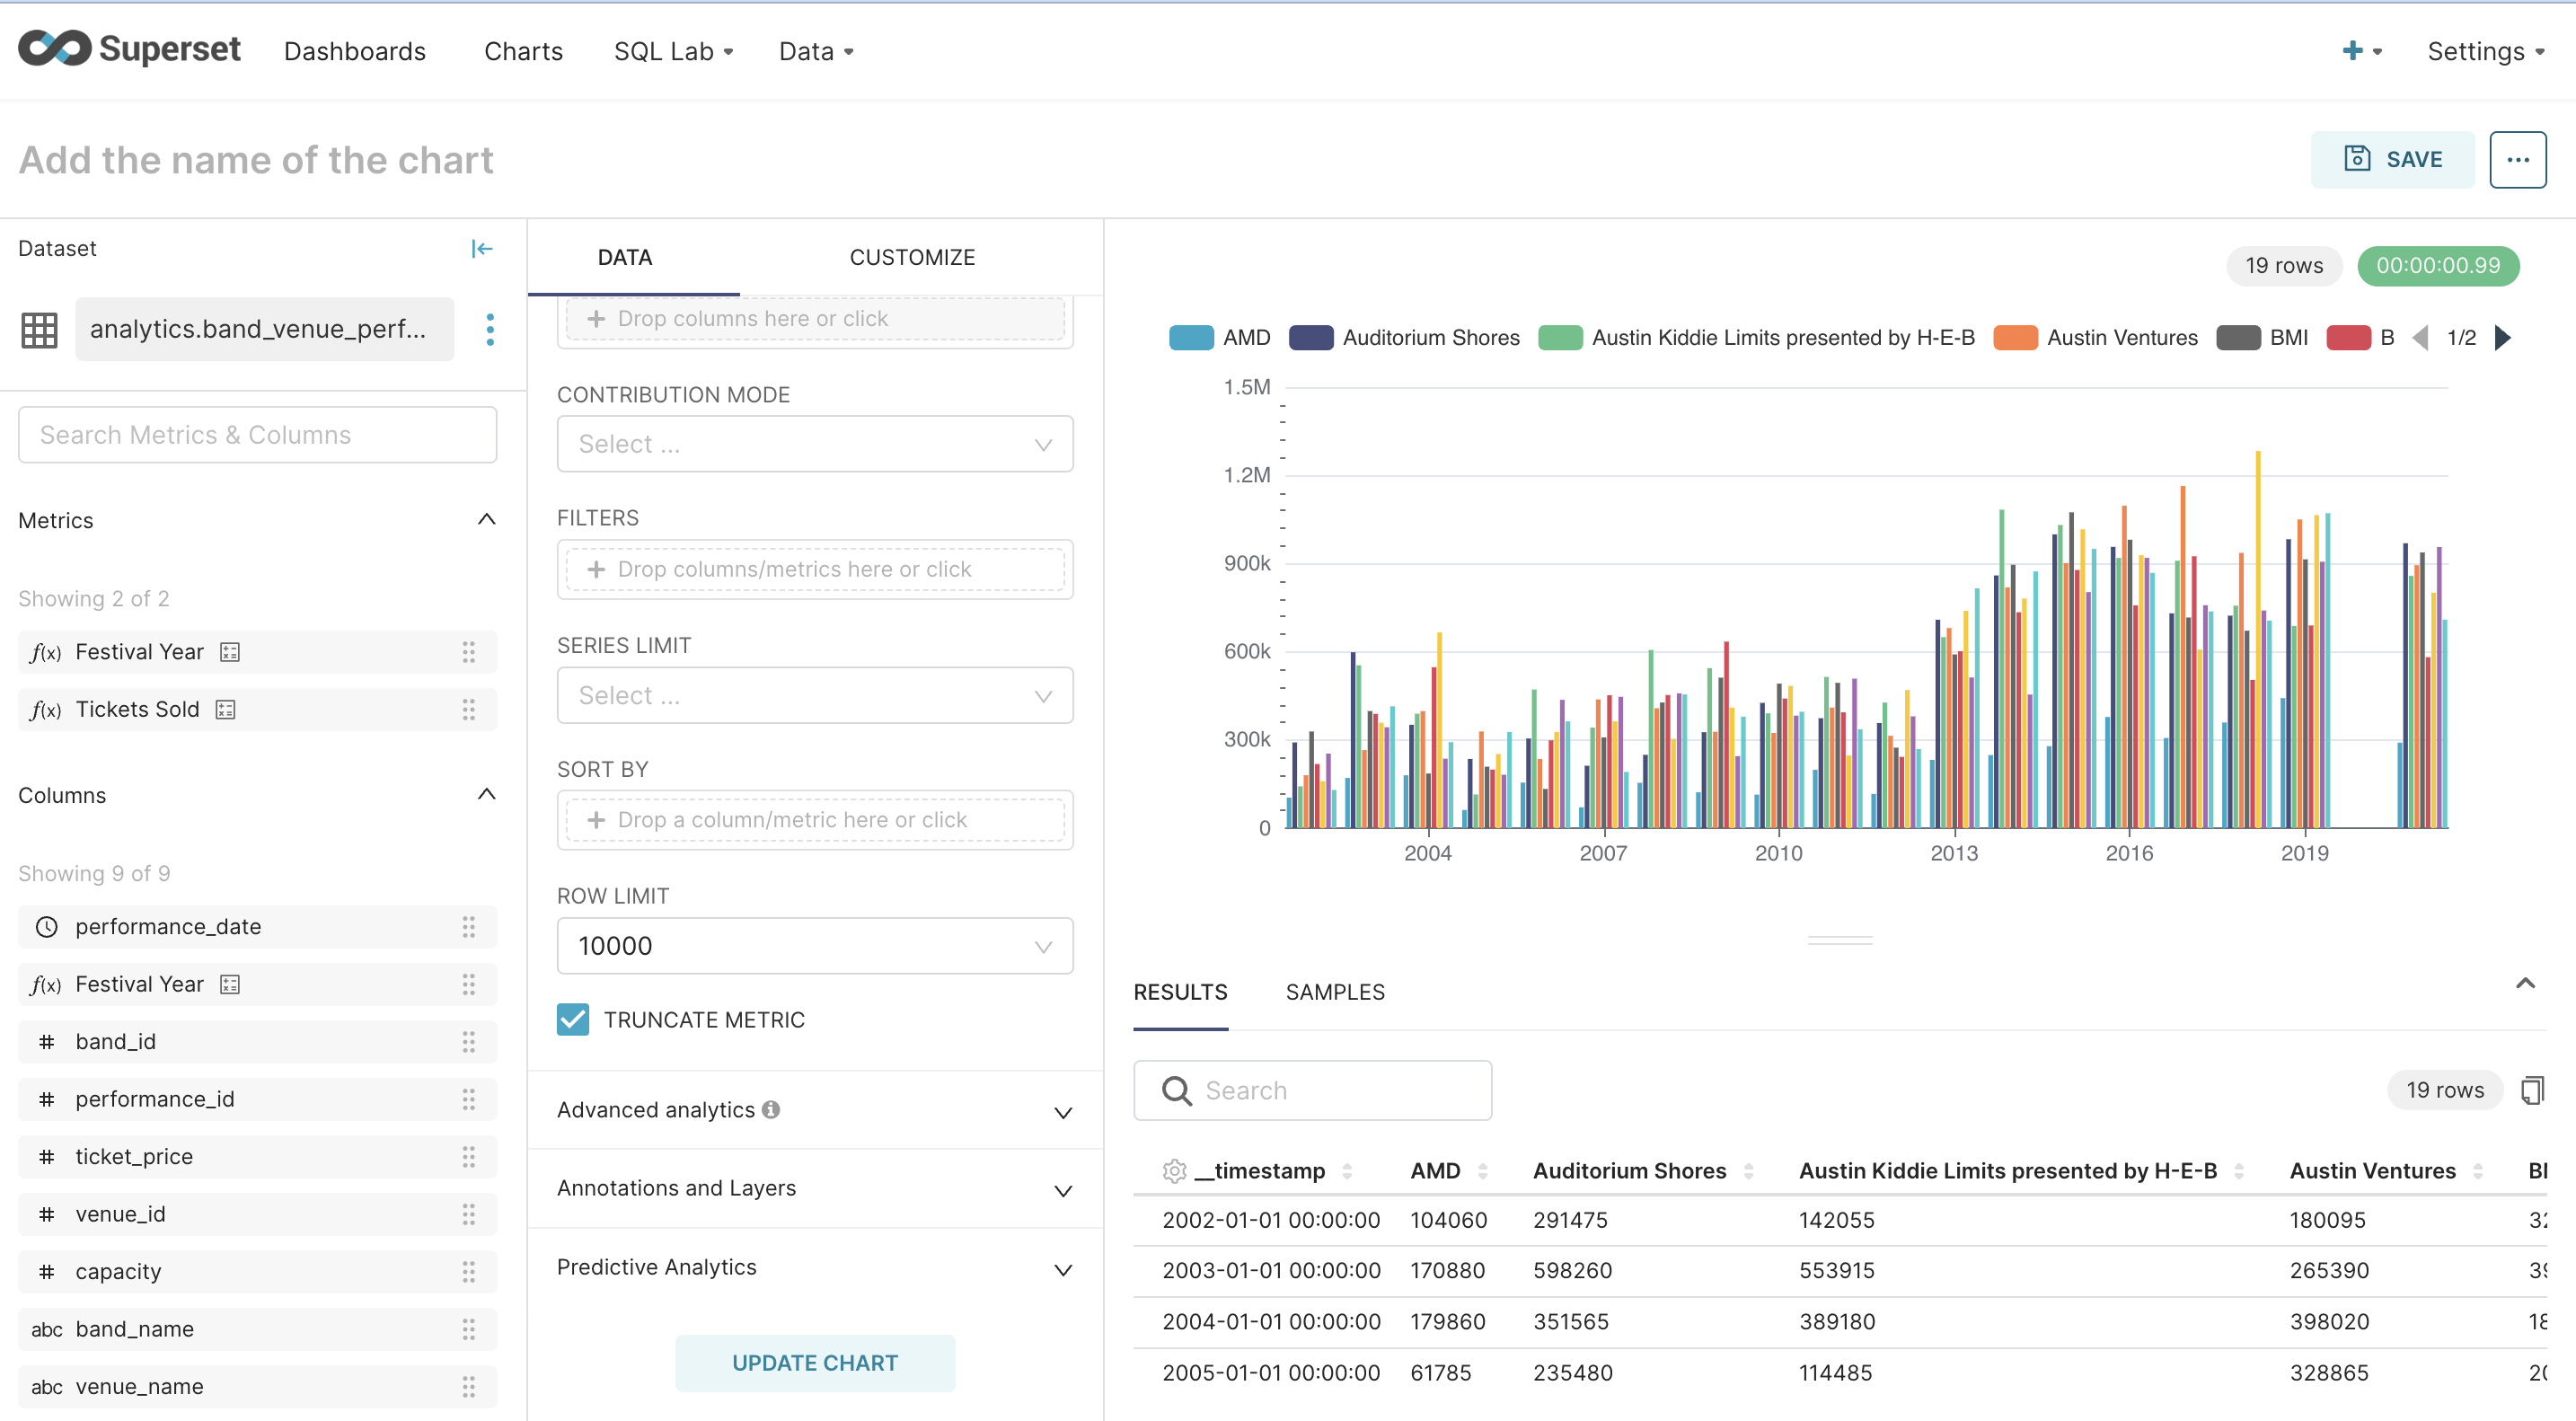 Superset
Dashboards
Charts
SQL Lab
Data
Settings
Add the name of the chart
SAVE
Dataset
analytics.band_venue_perf...
Search Metrics & Columns
Metrics
Showing 2 of 2
f(x) Festival Year
f(x) Tickets Sold
Columns
Showing 9 of 9
performance_date
f(x) Festival Year
# band_id
# performance_id
# ticket_price
# venue_id
# capacity
abc band_name
abc venue_name
DATA
CUSTOMIZE
+ Drop columns here or click
CONTRIBUTION MODE
Select ...
FILTERS
+ Drop columns/metrics here or click
SERIES LIMIT
Select ...
SORT BY
+ Drop a column/metric here or click
ROW LIMIT
10000
TRUNCATE METRIC
Advanced analytics
Annotations and Layers
Predictive Analytics
UPDATE CHART
19 rows
00:00:00.99
AMD Auditorium Shores Austin Kiddie Limits presented by H-E-B Austin Ventures BMI B 1/2
1.5M
1.2M
900k
600k
300k
0
2004 2007 2010 2013 2016 2019
RESULTS
SAMPLES
Search
19 rows
__timestamp AMD Auditorium Shores Austin Kiddie Limits presented by H-E-B Austin Ventures
2002-01-01 00:00:00 104060 291475 142055 180095
2003-01-01 00:00:00 170880 598260 553915 265390
2004-01-01 00:00:00 179860 351565 389180 398020
2005-01-01 00:00:00 61785 235480 114485 328865